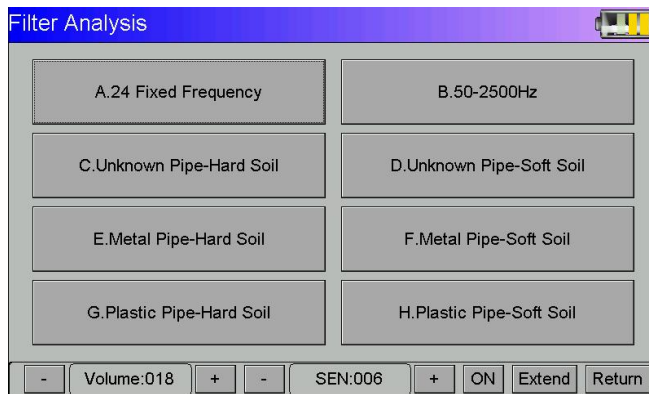 Filter Analysis
A.24 Fixed Frequency
B.50-2500Hz
C.Unknown Pipe-Hard Soil
D.Unknown Pipe-Soft Soil
E.Metal Pipe-Hard Soil
F.Metal Pipe-Soft Soil
G.Plastic Pipe-Hard Soil
H.Plastic Pipe-Soft Soil
- Volume:018 + - SEN:006 + ON Extend Return